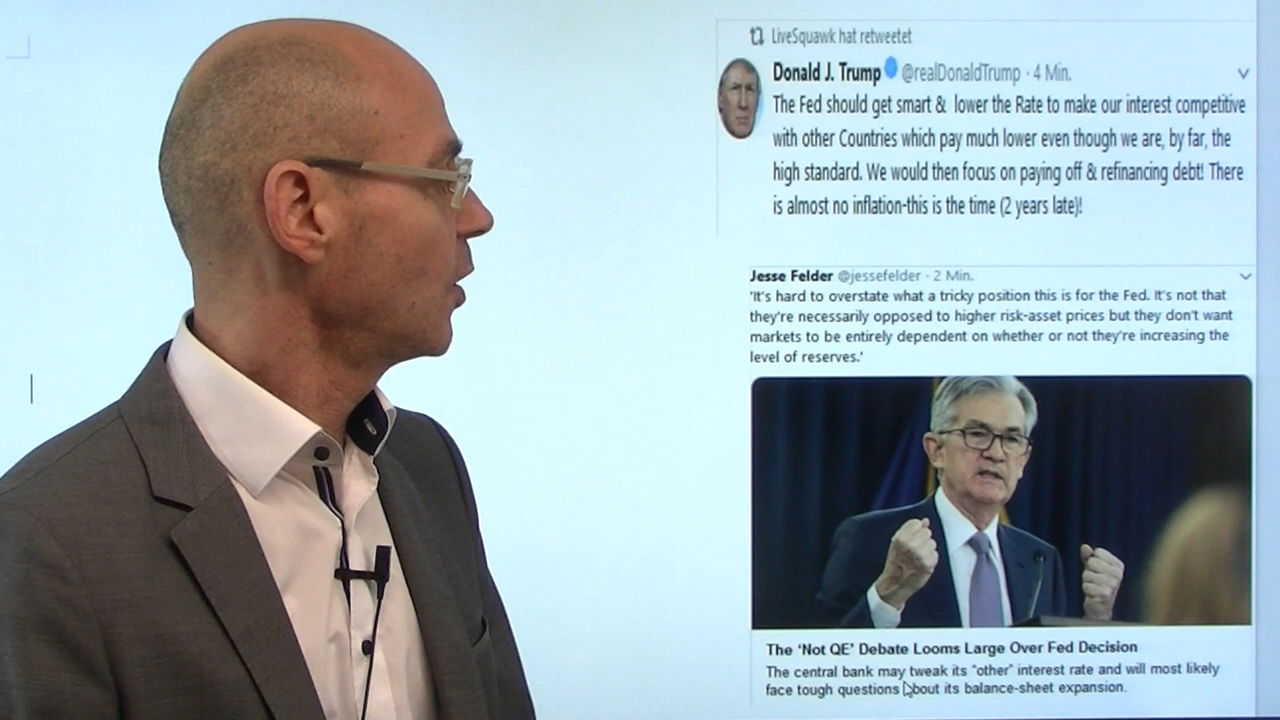 LiveSquawk hat retweetet
Donald J. Trump @realDonaldTrump · 4 Min.
The Fed should get smart & lower the Rate to make our interest competitive
with other Countries which pay much lower even though we are, by far, the
high standard. We would then focus on paying off & refinancing debt! There
is almost no inflation-this is the time (2 years late)!
Jesse Felder @jessefelder · 2 Min.
'It's hard to overstate what a tricky position this is for the Fed. It's not that
they're necessarily opposed to higher risk-asset prices but they don't want
markets to be entirely dependent on whether or not they're increasing the
level of reserves.'
The 'Not QE' Debate Looms Large Over Fed Decision
The central bank may tweak its "other" interest rate and will most likely
face tough questions about its balance-sheet expansion.